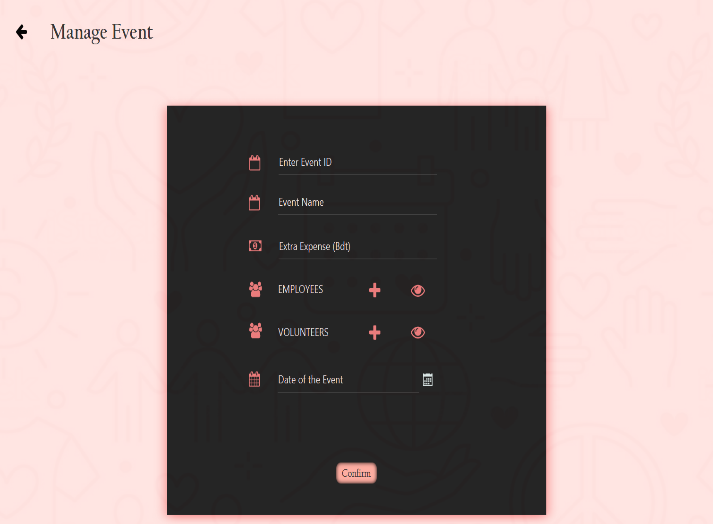 Manage Event
Enter Event ID
Event Name
Extra Expense (Bdt)
EMPLOYEES
VOLUNTEERS
Date of the Event
Confirm